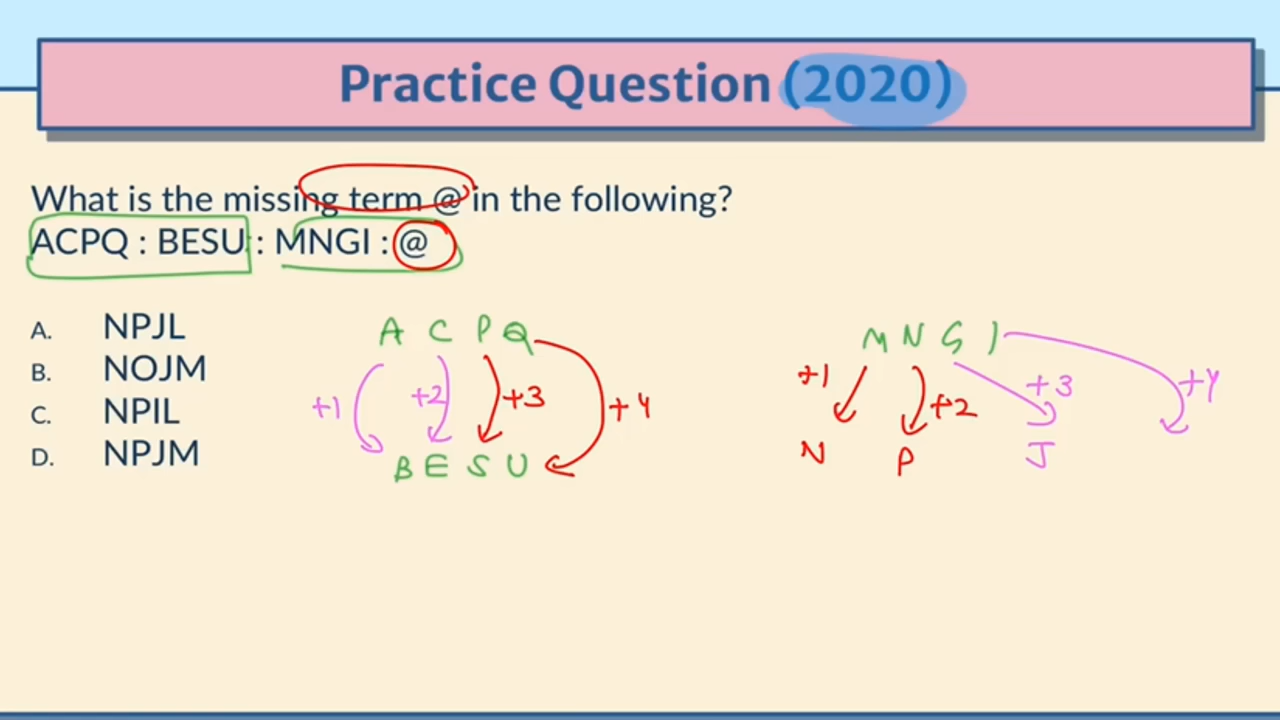 Practice Question (2020)
What is the missing term @ in the following?
ACPQ : BESU : MNGI : @
A. NPJL
B. NOJM
C. NPIL
D. NPJM
A C P Q
+1 +2 +3 +4
B E S U
M N G I
+1 +2 +3 +4
N P J